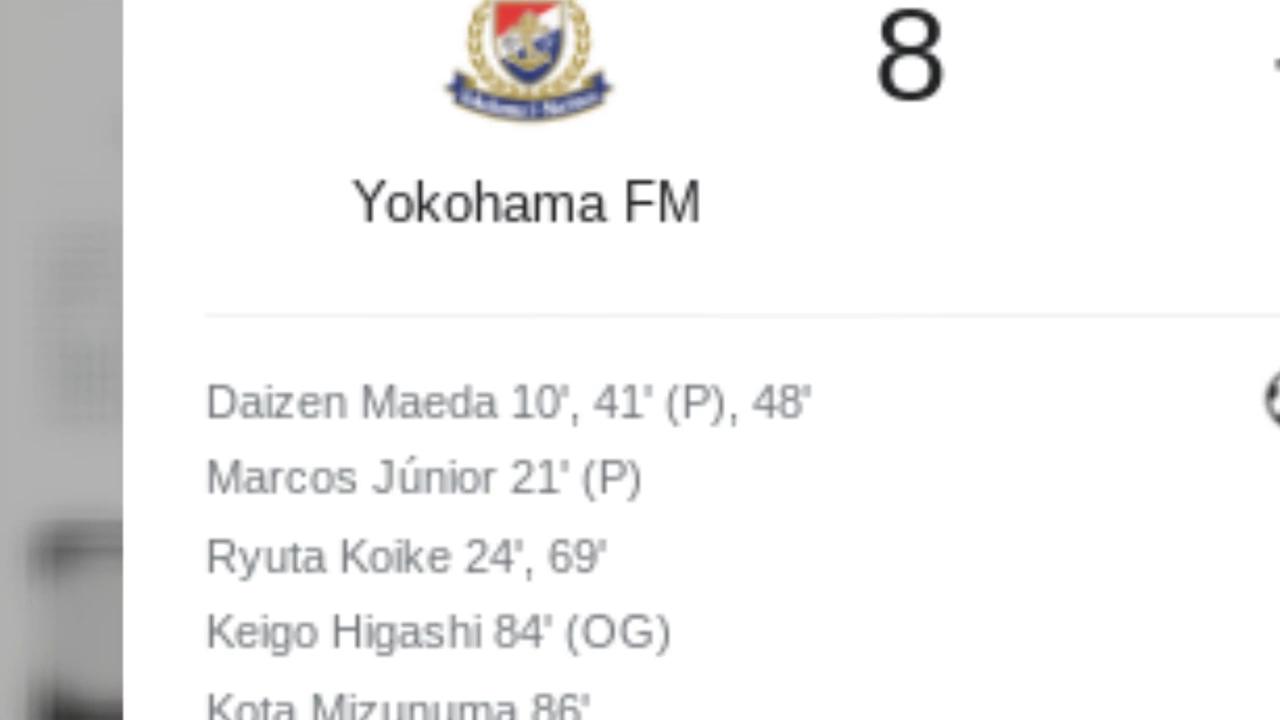 8
Yokohama FM
Daizen Maeda 10', 41' (P), 48'
Marcos Júnior 21' (P)
Ryuta Koike 24', 69'
Keigo Higashi 84' (OG)
Kota Mizunuma 86'